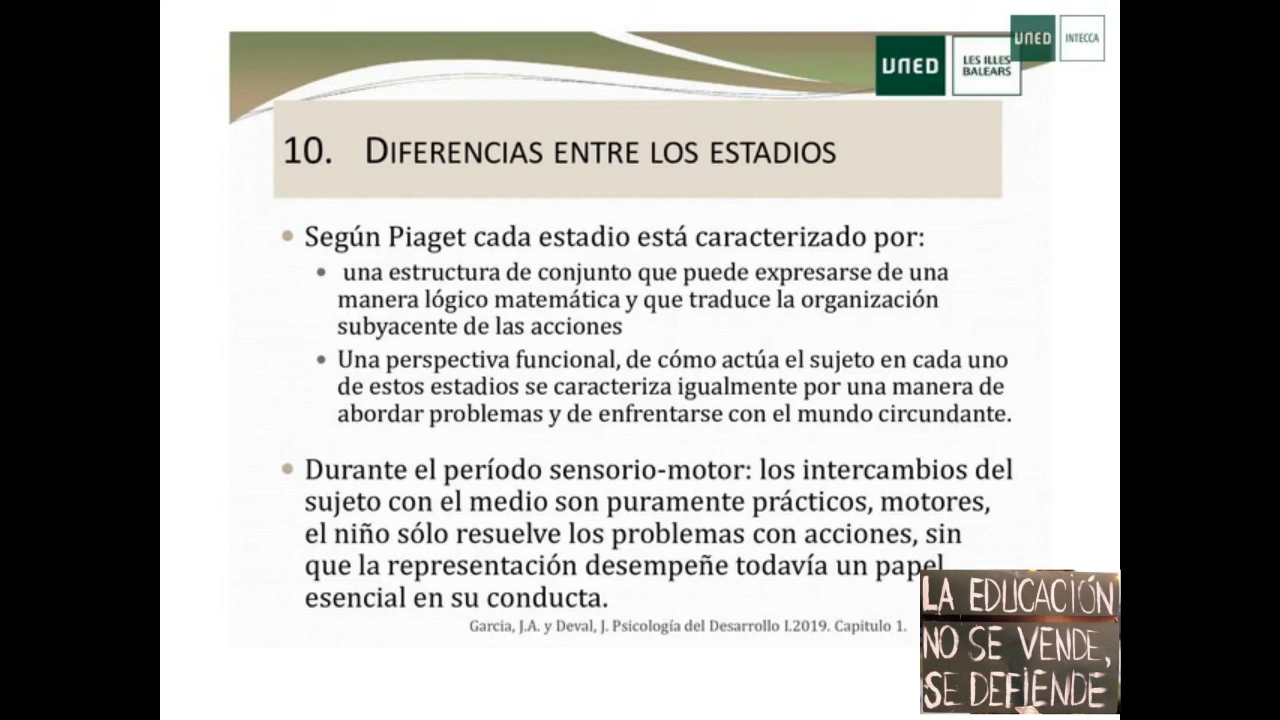 UNED
INTECCA
UNED
LES ILLES
BALEARS
10. DIFERENCIAS ENTRE LOS ESTADIOS
• Según Piaget cada estadio está caracterizado por:
• una estructura de conjunto que puede expresarse de una
manera lógico matemática y que traduce la organización
subyacente de las acciones
• Una perspectiva funcional, de cómo actúa el sujeto en cada uno
de estos estadios se caracteriza igualmente por una manera de
abordar problemas y de enfrentarse con el mundo circundante.
• Durante el período sensorio-motor: los intercambios del
sujeto con el medio son puramente prácticos, motores,
el niño sólo resuelve los problemas con acciones, sin
que la representación desempeñe todavía un papel
esencial en su conducta.
Garcia, J.A. y Deval, J. Psicología del Desarrollo I.2019. Capitulo 1.
LA EDUCACIÓN
NO SE VENDE,
SE DEFIENDE